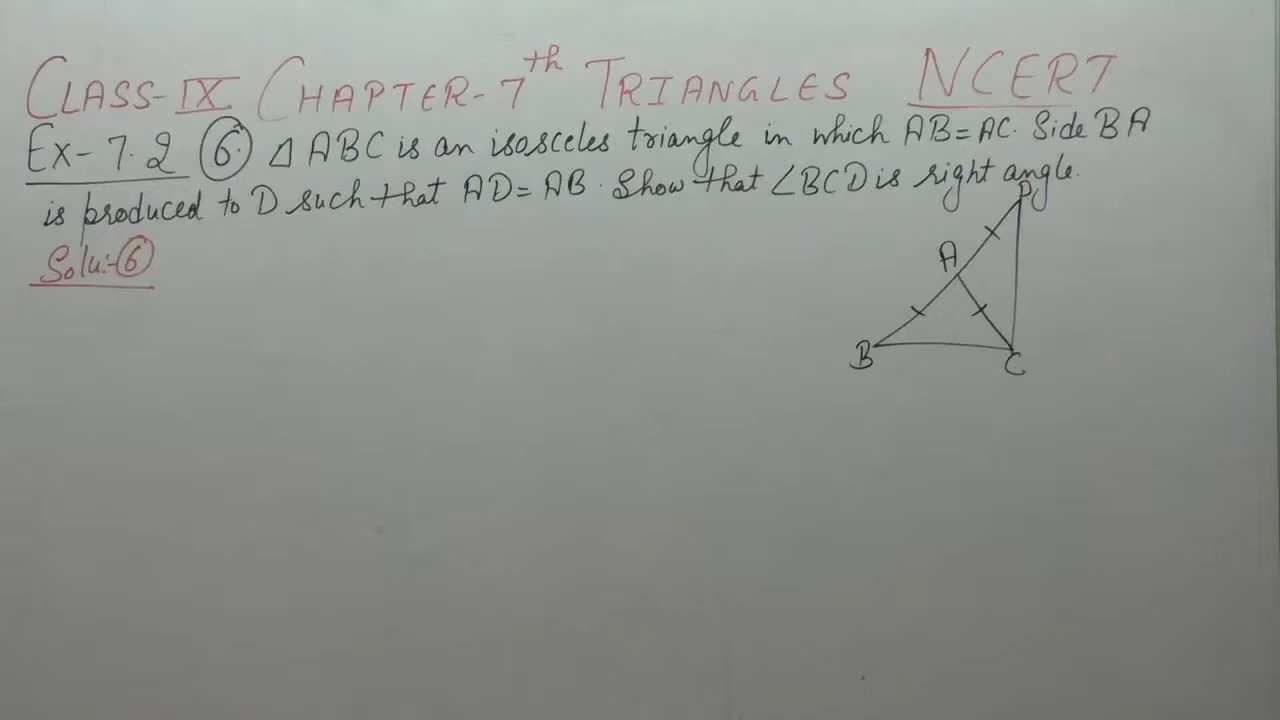 CLASS-IX CHAPTER-7th TRIANGLES NCERT
Ex-7.2 6. Δ ABC is an isosceles triangle in which AB=AC. Side BA
is produced to D such that AD=AB. Show that ∠BCD is right angle.
Solu:-6
D
A
B
C